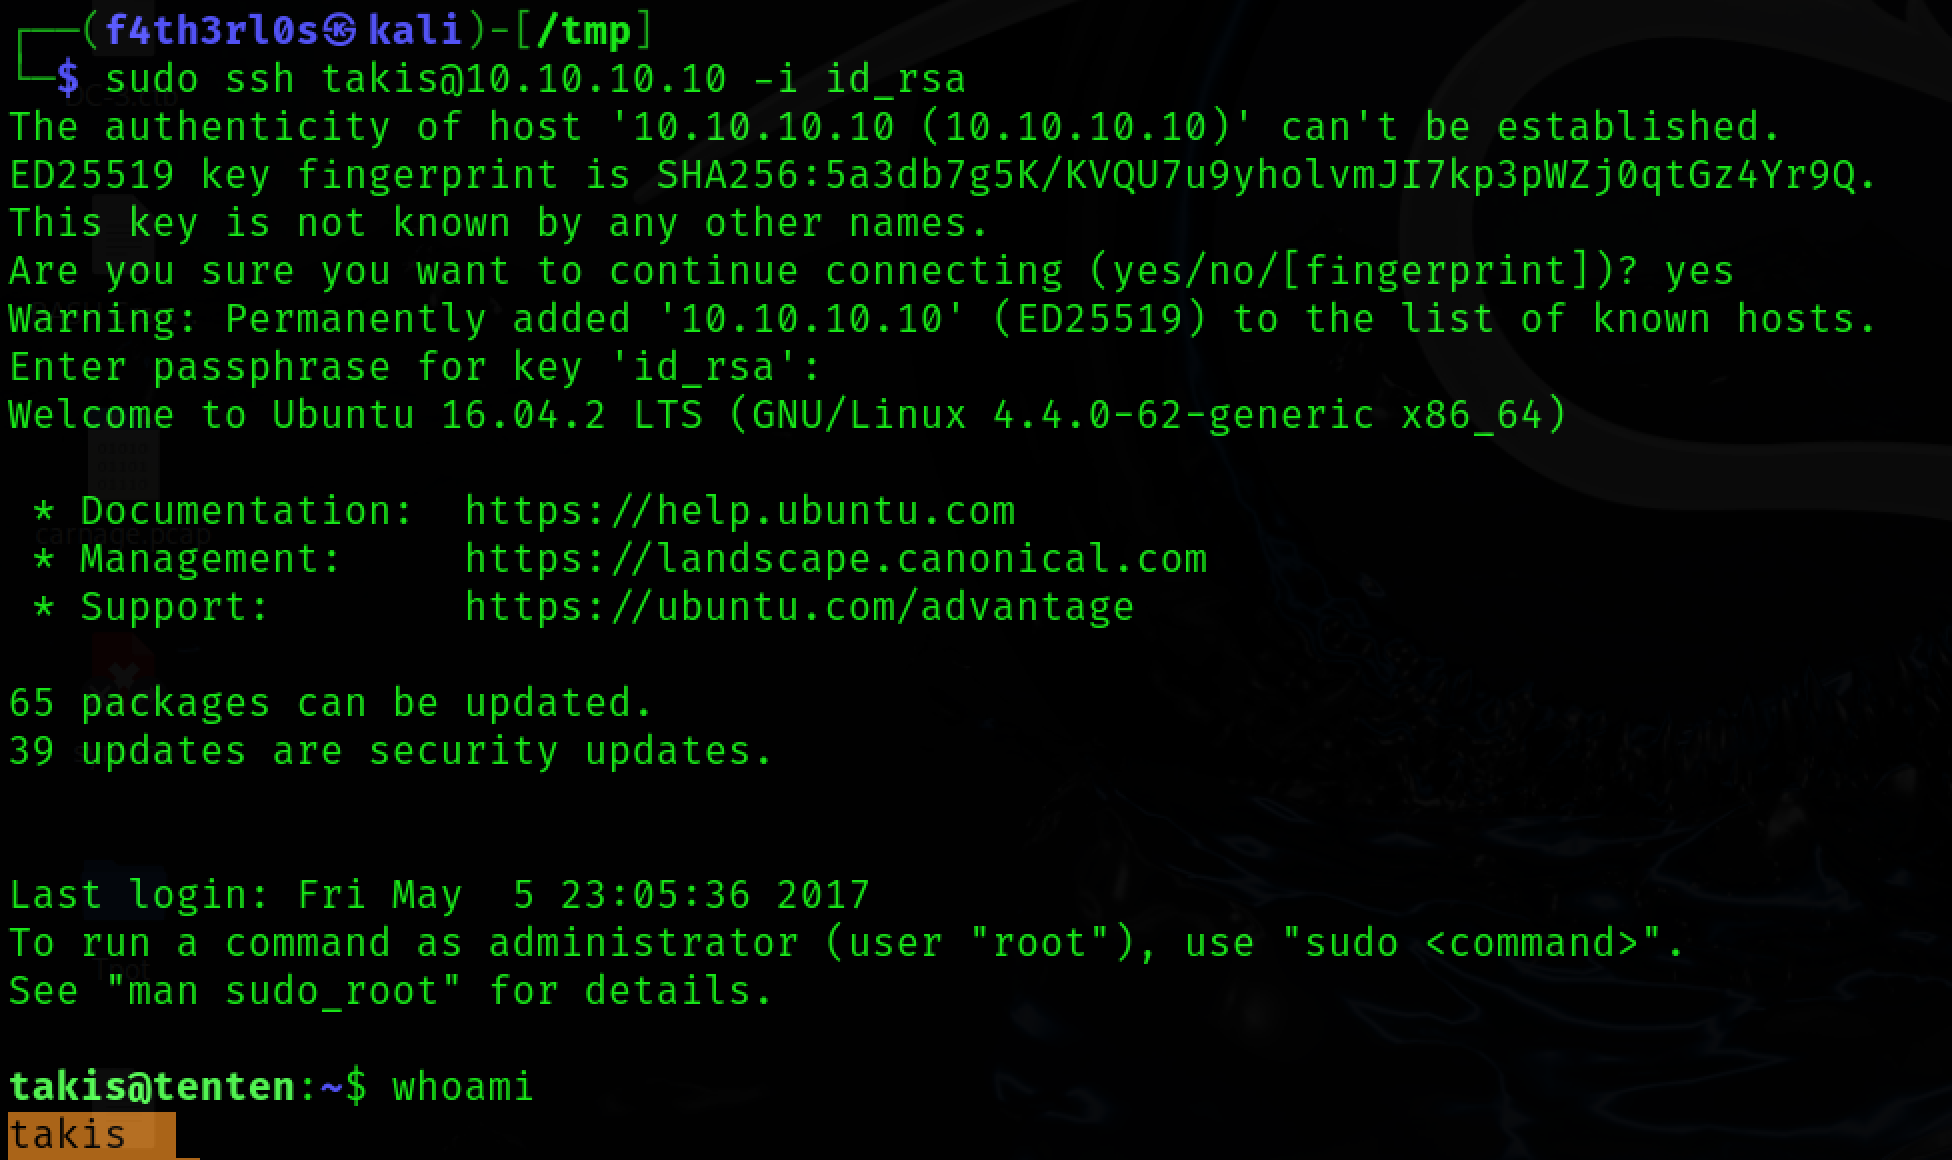 ┌──(f4th3rl0s㉿kali)-[/tmp]
└─$ sudo ssh takis@10.10.10.10 -i id_rsa
The authenticity of host '10.10.10.10 (10.10.10.10)' can't be established.
ED25519 key fingerprint is SHA256:5a3db7g5K/KVQU7u9yholvmJI7kp3pWZj0qtGz4Yr9Q.
This key is not known by any other names.
Are you sure you want to continue connecting (yes/no/[fingerprint])? yes
Warning: Permanently added '10.10.10.10' (ED25519) to the list of known hosts.
Enter passphrase for key 'id_rsa':
Welcome to Ubuntu 16.04.2 LTS (GNU/Linux 4.4.0-62-generic x86_64)
* Documentation:  https://help.ubuntu.com
* Management:     https://landscape.canonical.com
* Support:        https://ubuntu.com/advantage
65 packages can be updated.
39 updates are security updates.
Last login: Fri May  5 23:05:36 2017
To run a command as administrator (user "root"), use "sudo <command>".
See "man sudo_root" for details.
takis@tenten:~$ whoami
takis
carnage.pcap